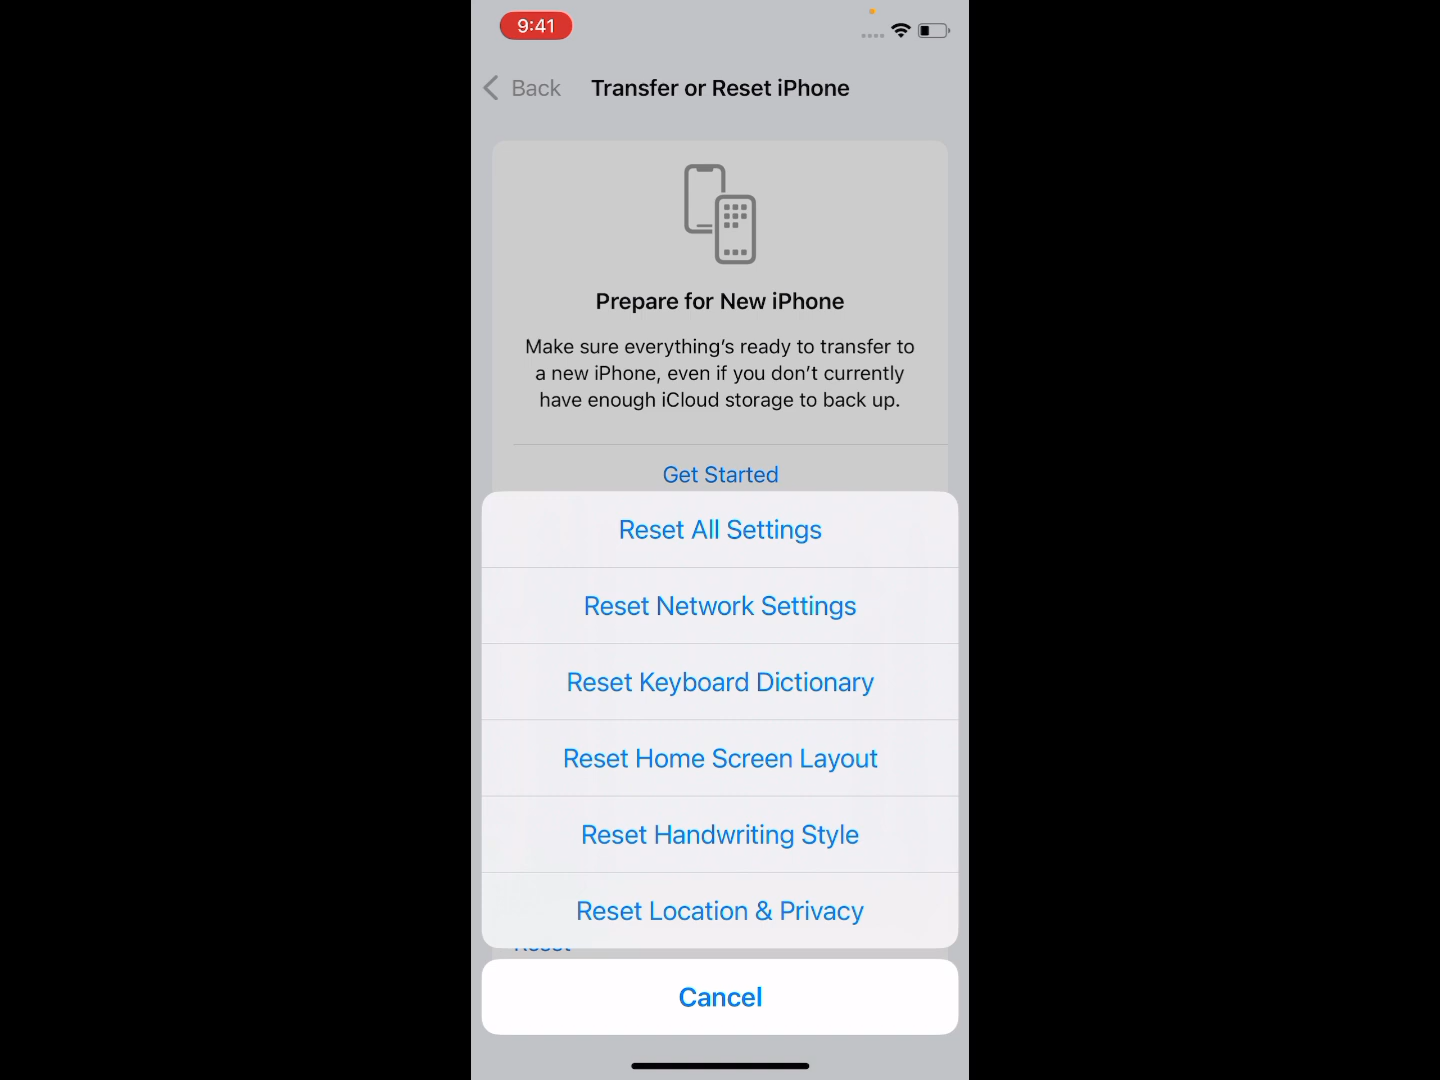 9:41
Back
Transfer or Reset iPhone
Prepare for New iPhone
Make sure everything’s ready to transfer to
a new iPhone, even if you don’t currently
have enough iCloud storage to back up.
Get Started
Reset All Settings
Reset Network Settings
Reset Keyboard Dictionary
Reset Home Screen Layout
Reset Handwriting Style
Reset Location & Privacy
Reset
Cancel